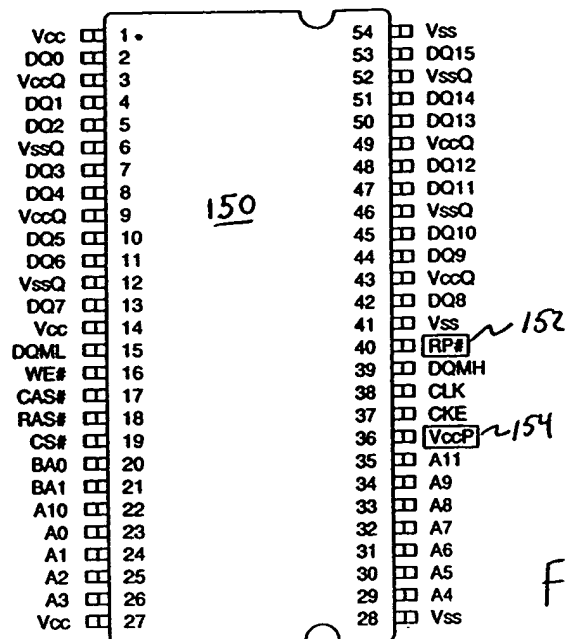 Vcc 1 54 Vss
DQ0 2 53 DQ15
VccQ 3 52 VssQ
DQ1 4 51 DQ14
DQ2 5 50 DQ13
VssQ 6 49 VccQ
DQ3 7 48 DQ12
DQ4 8 47 DQ11
VccQ 9 150 46 VssQ
DQ5 10 45 DQ10
DQ6 11 44 DQ9
VssQ 12 43 VccQ
DQ7 13 42 DQ8
Vcc 14 41 Vss
DQML 15 40 RP# 152
WE# 16 39 DQMH
CAS# 17 38 CLK
RAS# 18 37 CKE
CS# 19 36 VccP 154
BA0 20 35 A11
BA1 21 34 A9
A10 22 33 A8
A0 23 32 A7
A1 24 31 A6
A2 25 30 A5
A3 26 29 A4
Vcc 27 28 Vss
F